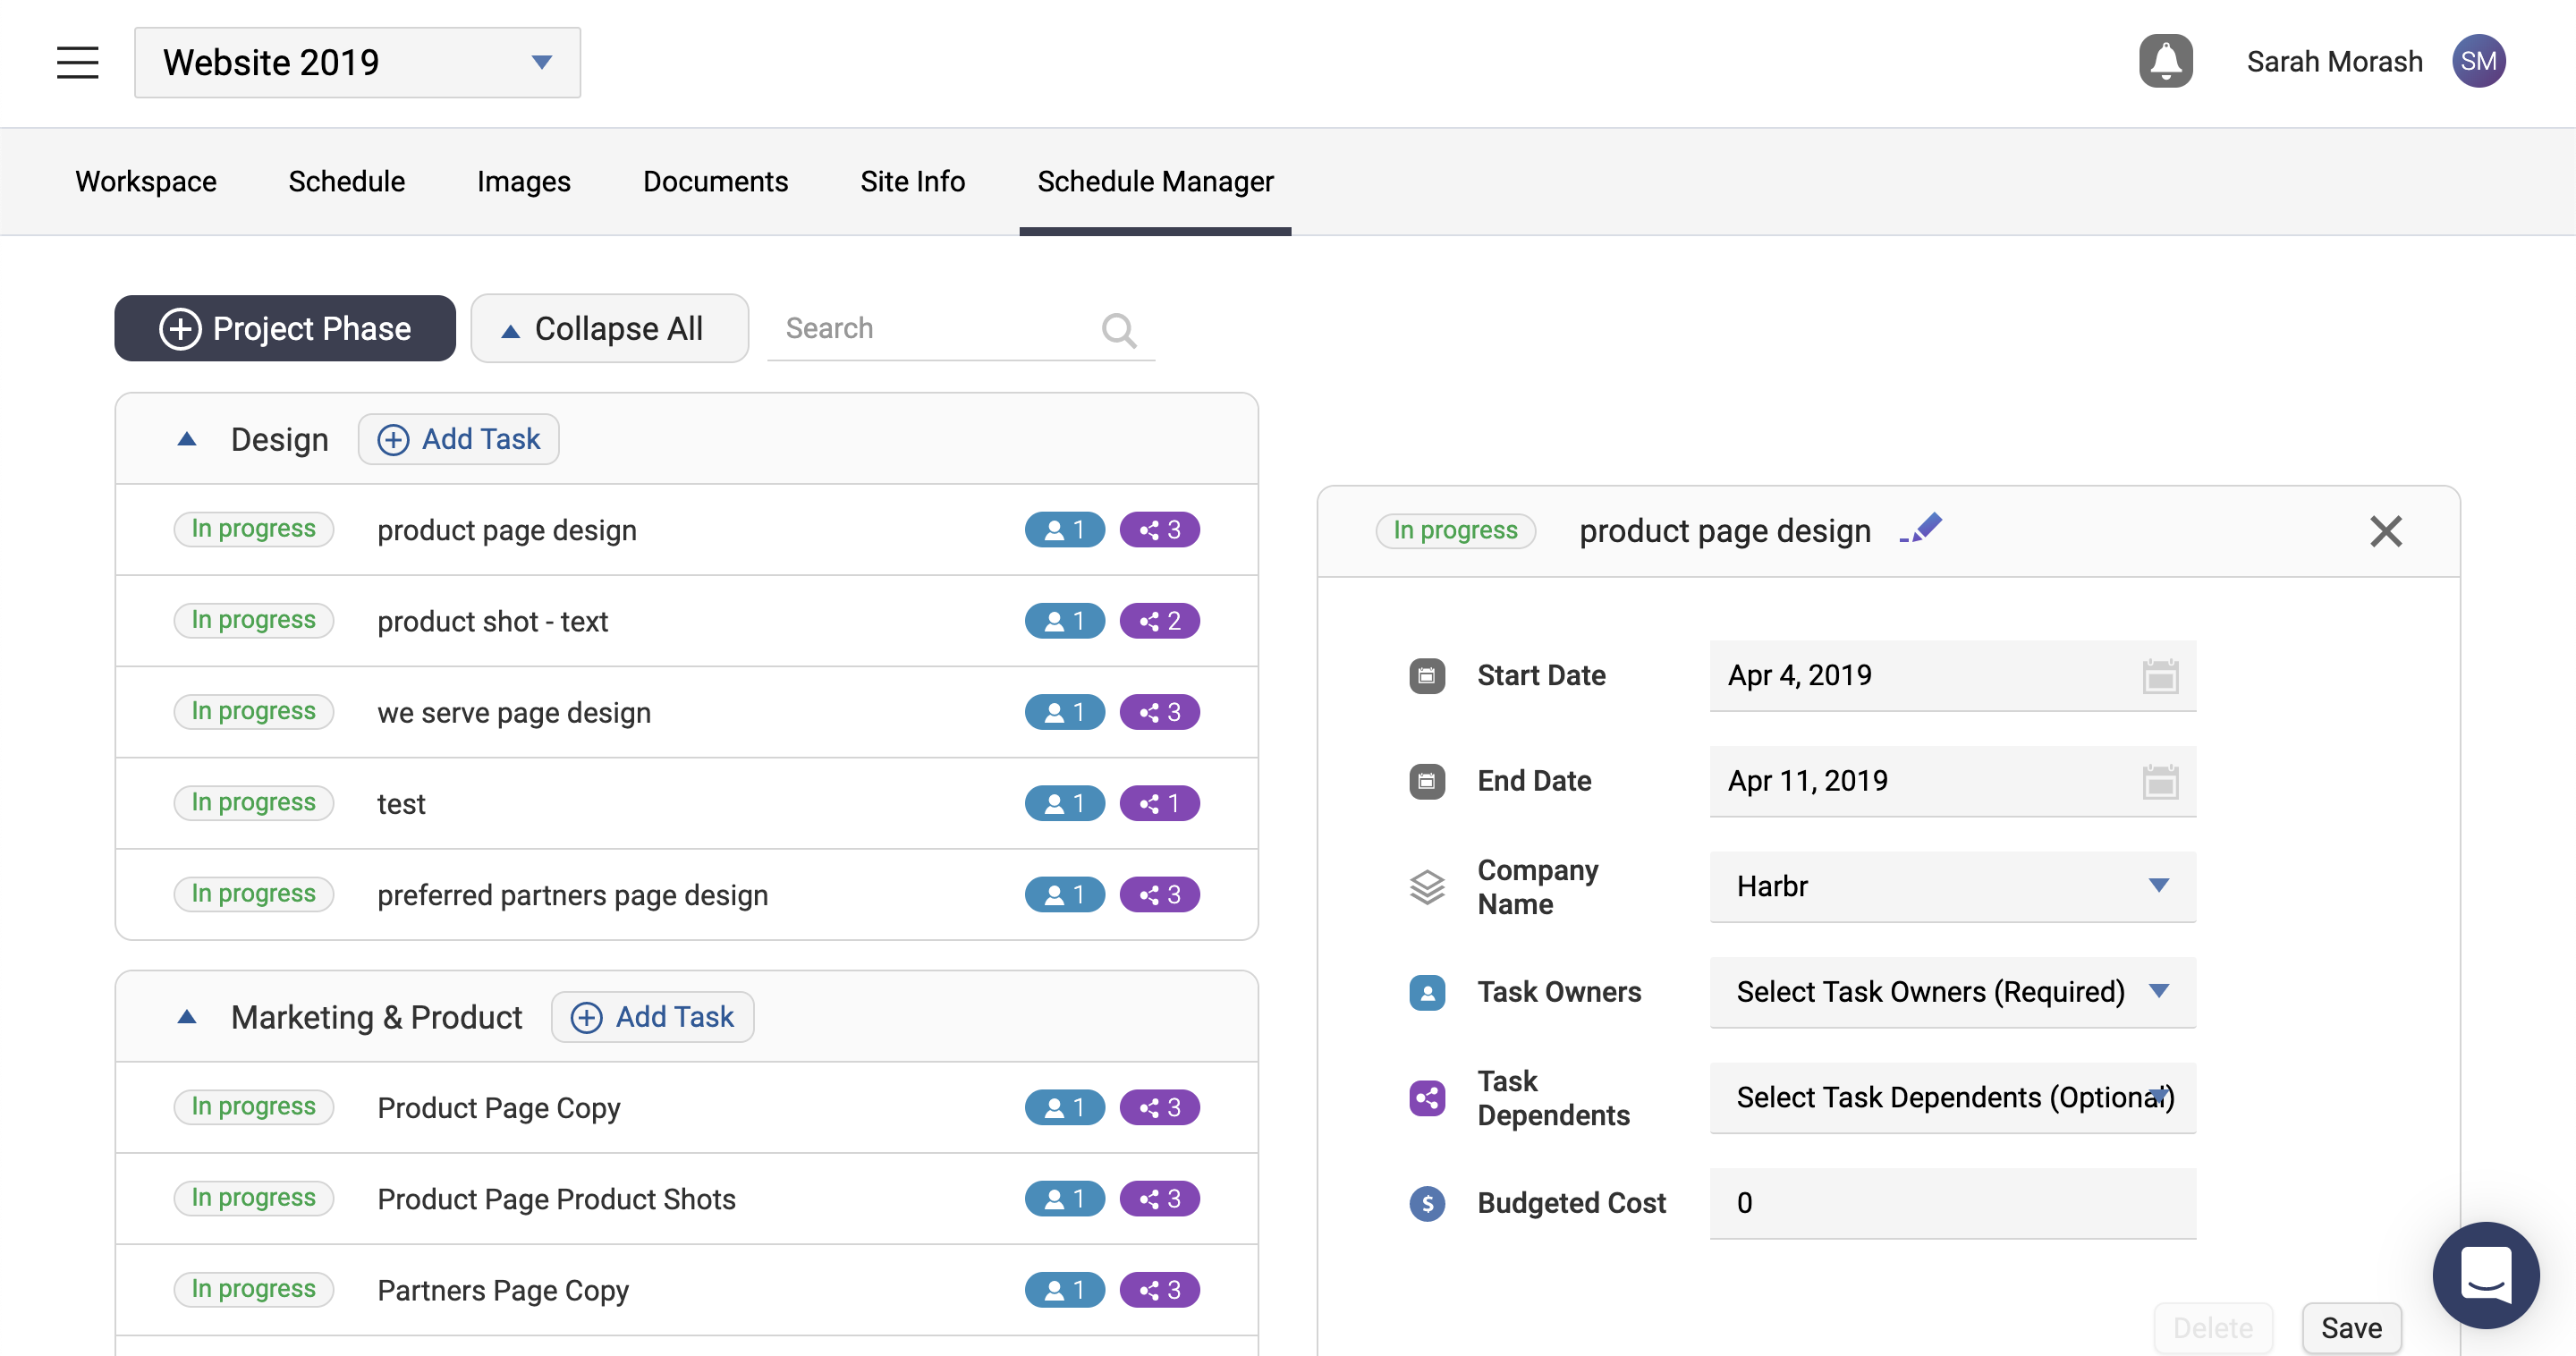 Website 2019
Sarah Morash SM
Workspace Schedule Images Documents Site Info Schedule Manager
Project Phase Collapse All Search
Design Add Task
In progress product page design 1 3
In progress product shot - text 1 2
In progress we serve page design 1 3
In progress test 1 1
In progress preferred partners page design 1 3
Marketing & Product Add Task
In progress Product Page Copy 1 3
In progress Product Page Product Shots 1 3
In progress Partners Page Copy 1 3
In progress product page design
Start Date Apr 4, 2019
End Date Apr 11, 2019
Company
Name
Harbr
Task Owners Select Task Owners (Required)
Task
Dependents
Select Task Dependents (Optional)
Budgeted Cost 0
$
Delete Save